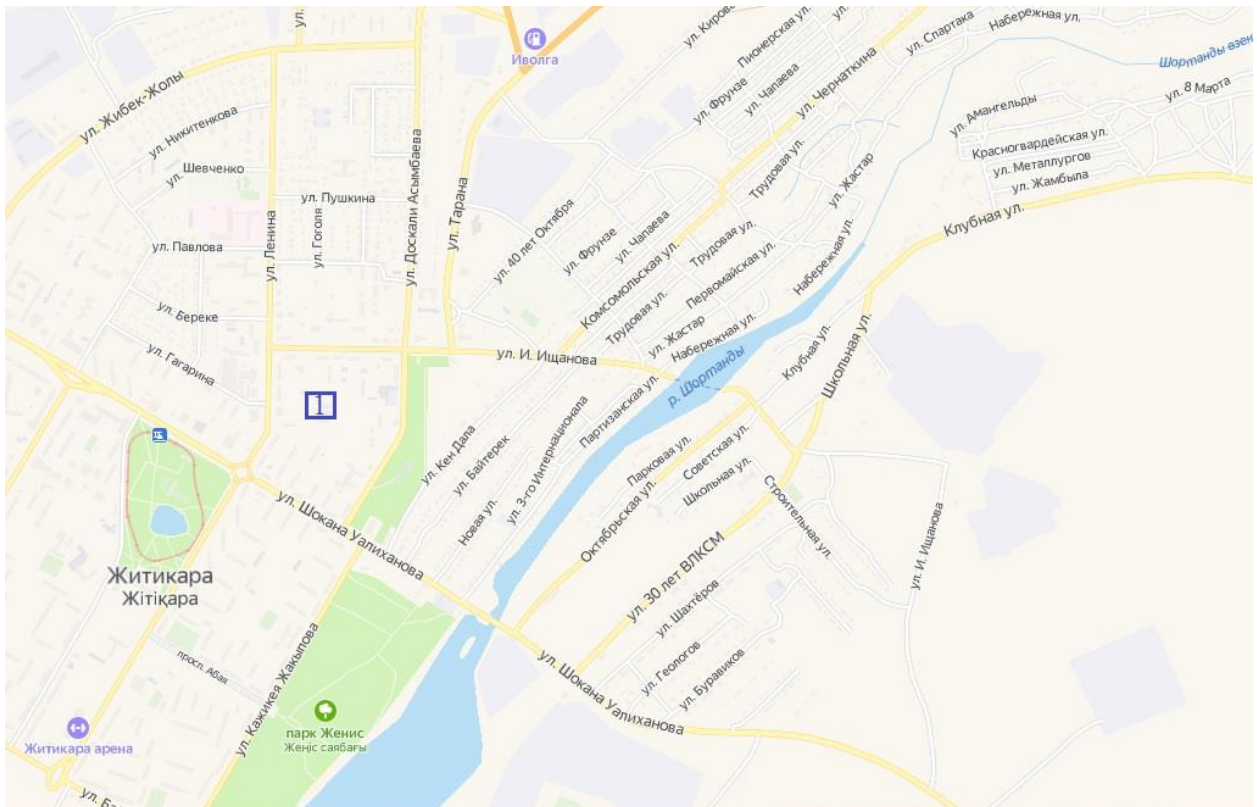 ул. Киров
Набережная ул.
ул. Спартака
Пионерская ул.
Иволга
Шортанды өзен
ул. Чернаткина
ул. Жибек-Жолы
ул. Фрунзе
ул. Чапаева
ул. 8 Марта
ул. Никитенкова
ул. Амангельды
Красногвардейская ул.
ул. Металлургов
ул. Жамбыла
ул. Шевченко
Трудовая ул.
ул. Жастар
ул. Пушкина
ул. Доскали Асымбаева
ул. Тарана
ул. Гоголя
ул. Ленина
ул. Павлова
ул. 40 лет Октября
ул. Фрунзе
ул. Чапаева
Трудовая ул.
Клубная ул.
Набережная ул.
Комсомольская ул.
Первомайская ул.
Трудовая ул.
ул. Береке
ул. Жастар
Набережная ул.
ул. Гагарина
ул. И. Ищанова
Клубная ул.
Школьная ул.
р. Шортанды
1
Партизанская ул.
ул. 3-го Интернационала
ул. Кен Дала
ул. Байтерек
Новая ул.
Парковая ул.
Советская ул.
Школьная ул.
Октябрьская ул.
Строительная ул.
ул. Шокана Уалиханова
ул. И. Ищанова
ул. 30 лет ВЛКСМ
Житикара
Жітіқара
ул. Шахтёров
ул. Геологов
ул. Буравиков
ул. Шокана Уалиханова
просп. Абая
ул. Кажикея Жакыпова
парк Женис
Жеңіс саябағы
Житикара арена
ул. Ба